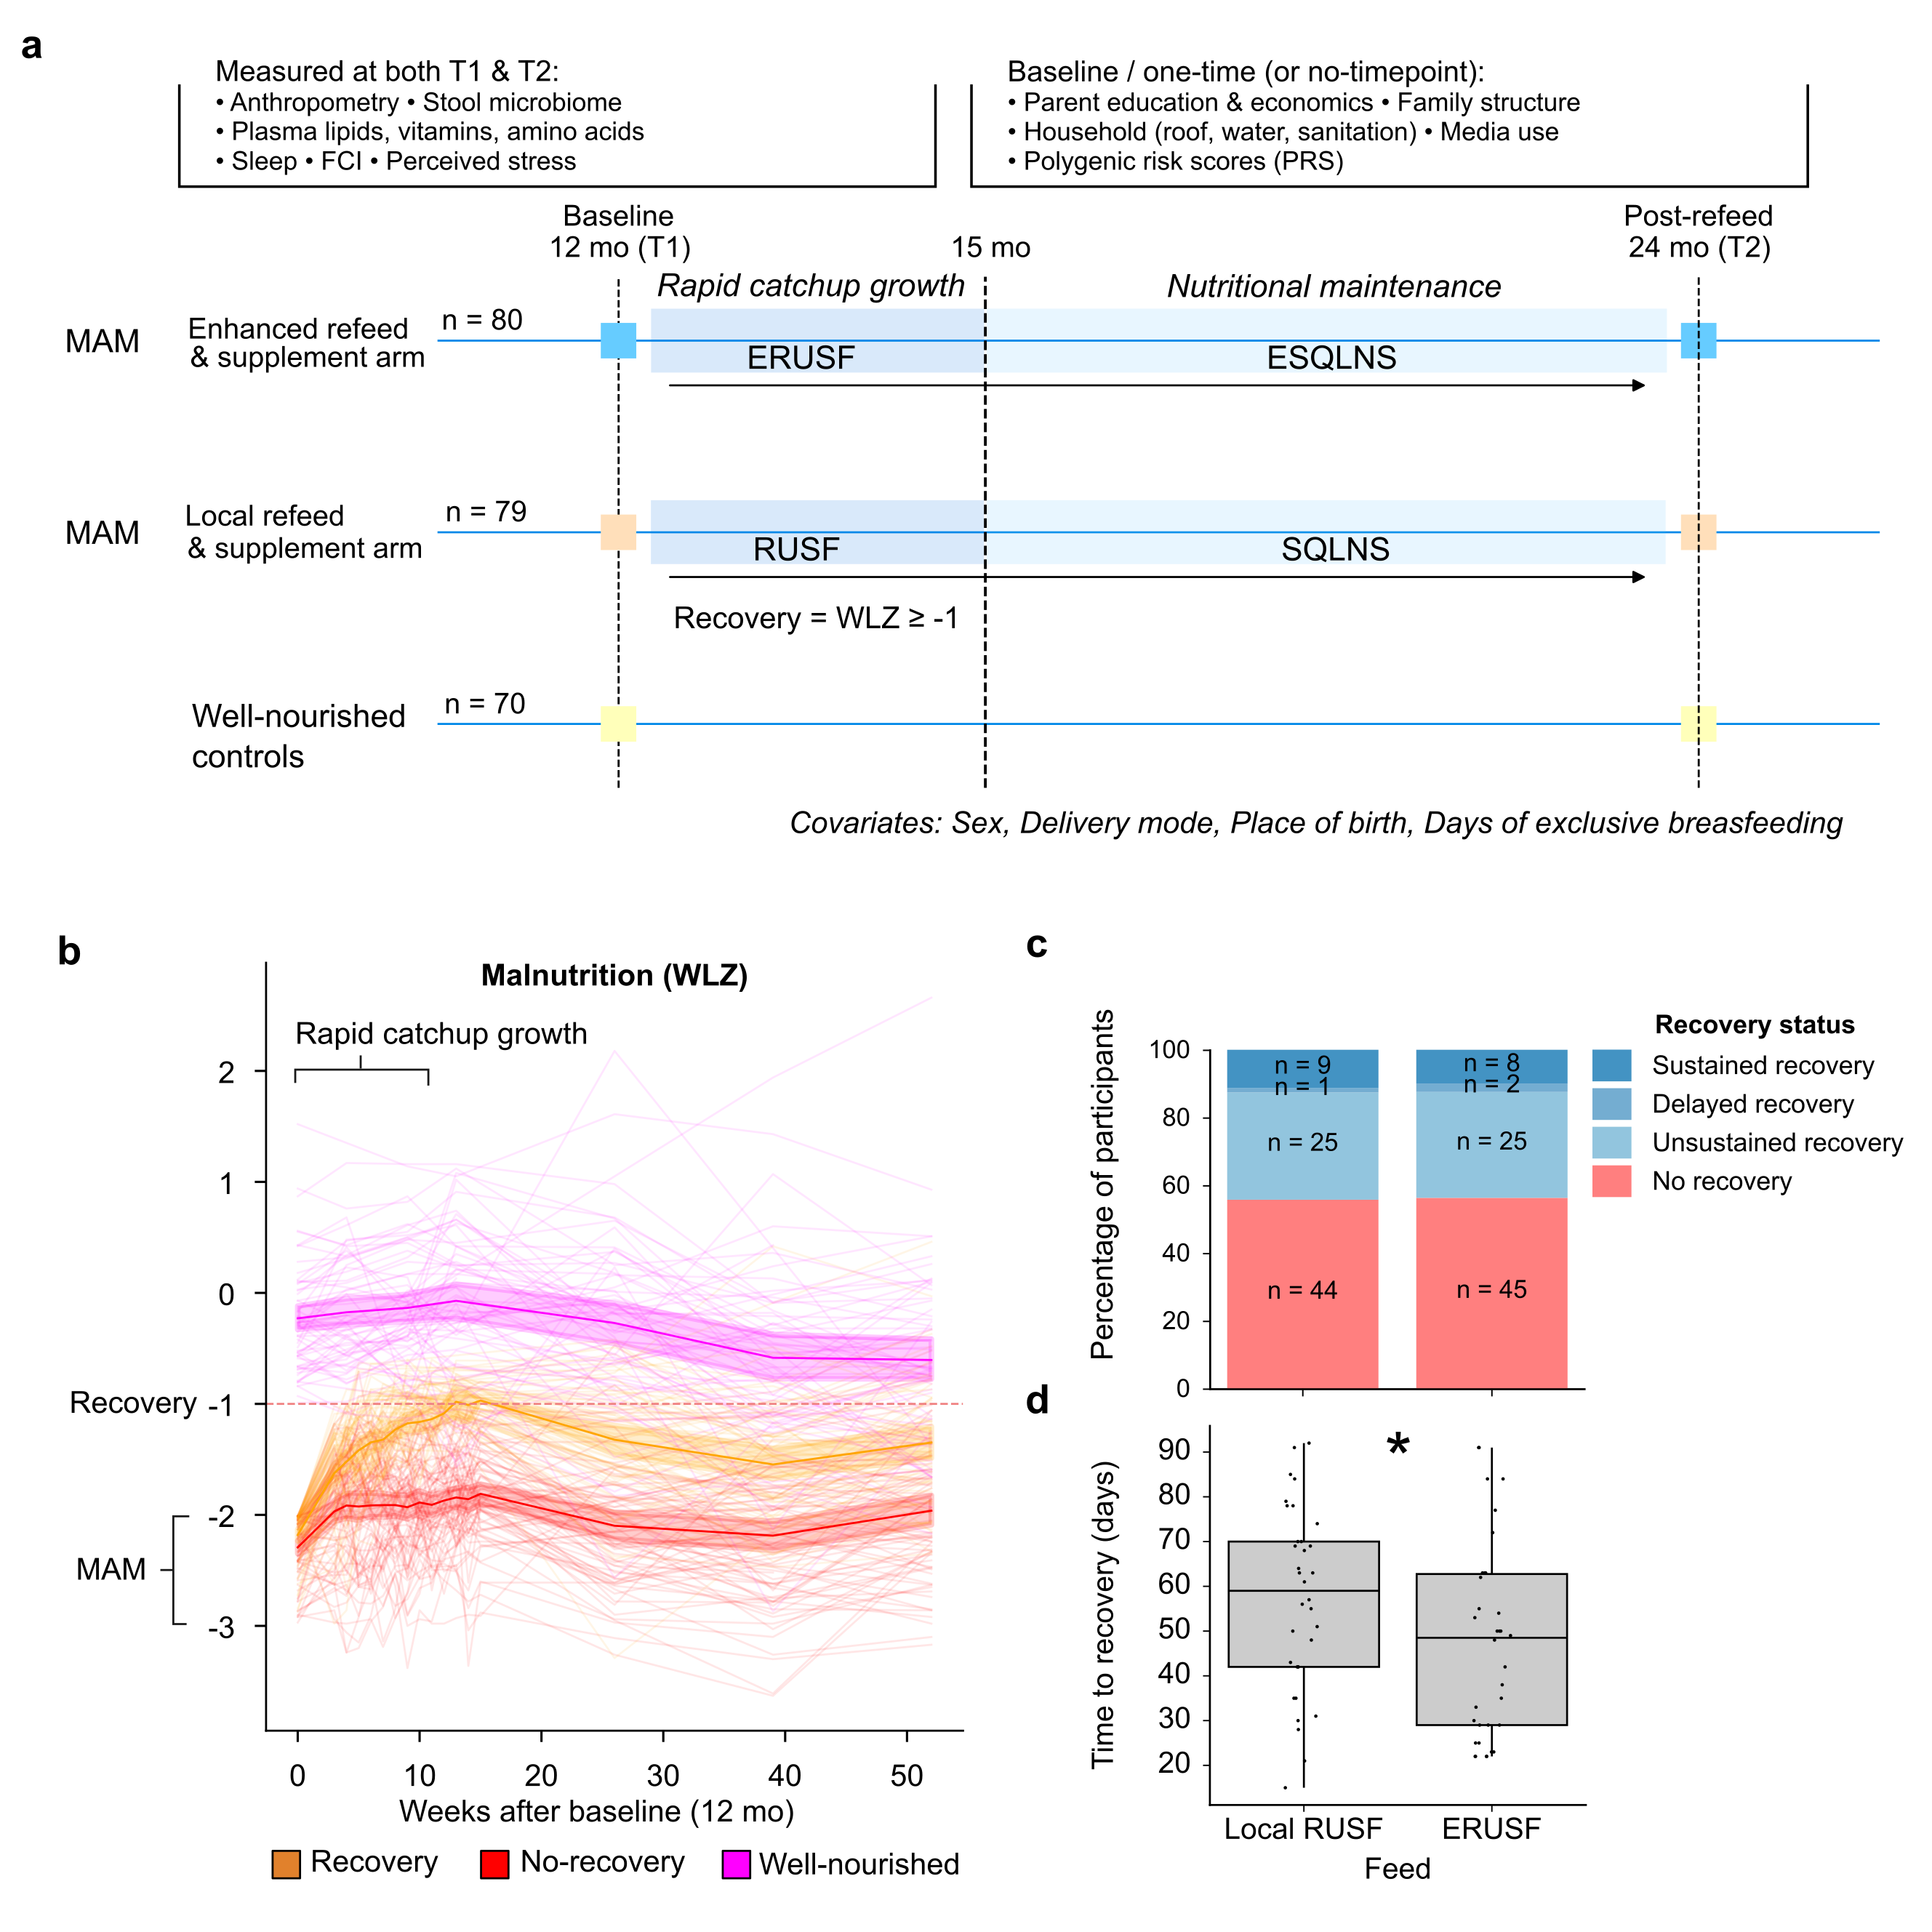 a
Measured at both T1 & T2:
• Anthropometry • Stool microbiome
• Plasma lipids, vitamins, amino acids
• Sleep • FCI • Perceived stress
Baseline / one-time (or no-timepoint):
• Parent education & economics • Family structure
• Household (roof, water, sanitation) • Media use
• Polygenic risk scores (PRS)
Baseline
12 mo (T1)
15 mo
Post-refeed
24 mo (T2)
Rapid catchup growth
Nutritional maintenance
MAM
Enhanced refeed
& supplement arm
n = 80
ERUSF
ESQLNS
MAM
Local refeed
& supplement arm
n = 79
RUSF
SQLNS
Recovery = WLZ ≥ -1
Well-nourished
controls
n = 70
Covariates: Sex, Delivery mode, Place of birth, Days of exclusive breasfeeding
b
Malnutrition (WLZ)
Rapid catchup growth
2
1
0
Recovery -1
-2
MAM
-3
0 10 20 30 40 50
Weeks after baseline (12 mo)
Recovery No-recovery Well-nourished
c
Percentage of participants
100
80
60
40
20
0
n = 9
n = 1
n = 25
n = 44
n = 8
n = 2
n = 25
n = 45
Recovery status
Sustained recovery
Delayed recovery
Unsustained recovery
No recovery
d
Time to recovery (days)
90
80
70
60
50
40
30
20
*
Local RUSF ERUSF
Feed